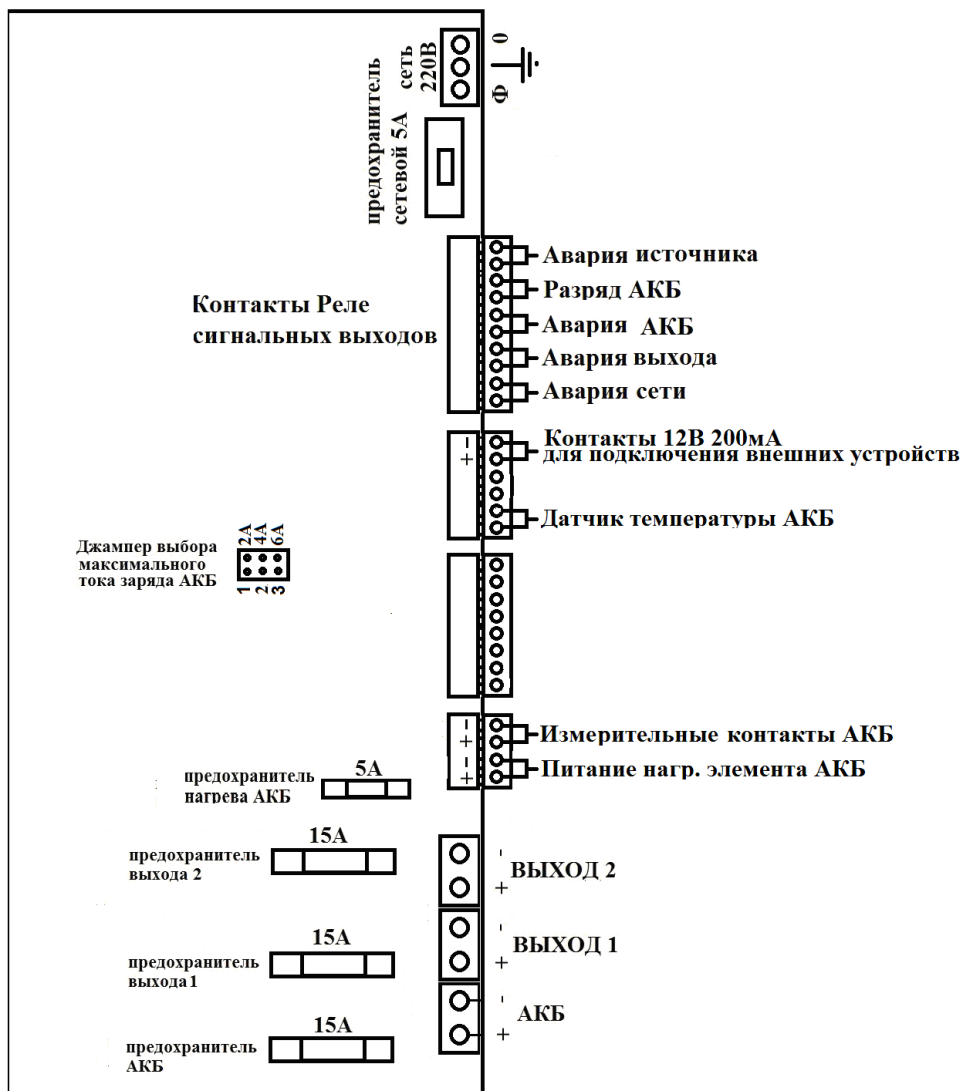 сеть
220В
0
Ф
предохранитель
сетевой 5А
Авария источника
Разряд АКБ
Контакты Реле
сигнальных выходов
Авария АКБ
Авария выхода
Авария сети
-
+
Контакты 12В 200мА
для подключения внешних устройств
Датчик температуры АКБ
Джампер выбора
максимального
тока заряда АКБ
2А
4А
6А
1
2
3
-
+
Измерительные контакты АКБ
-
+
Питание нагр. элемента АКБ
предохранитель
нагрева АКБ
5А
предохранитель
выхода 2
15А
-
+
ВЫХОД 2
предохранитель
выхода1
15А
-
+
ВЫХОД 1
предохранитель
АКБ
15А
-
+
АКБ